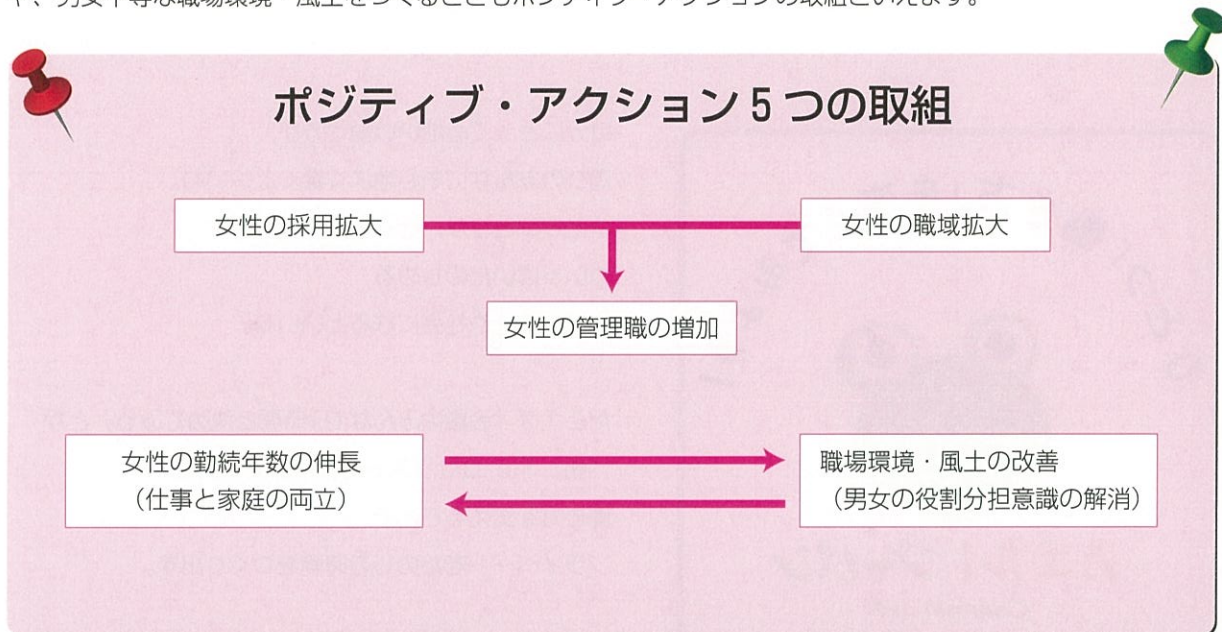 ポジティブ・アクション5つの取組
女性の採用拡大
女性の職域拡大
女性の管理職の増加
女性の勤続年数の伸長
（仕事と家庭の両立）
職場環境・風土の改善
（男女の役割分担意識の解消）